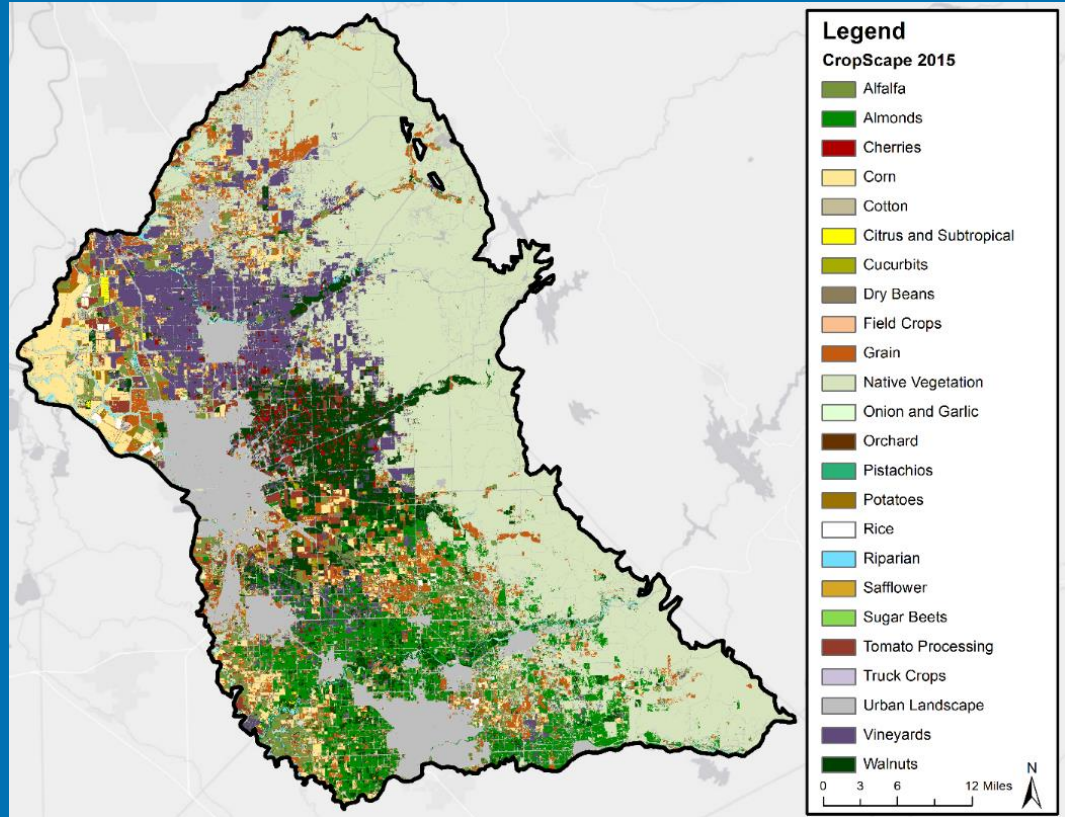 Legend
CropScape 2015
Alfalfa
Almonds
Cherries
Corn
Cotton
Citrus and Subtropical
Cucurbits
Dry Beans
Field Crops
Grain
Native Vegetation
Onion and Garlic
Orchard
Pistachios
Potatoes
Rice
Riparian
Safflower
Sugar Beets
Tomato Processing
Truck Crops
Urban Landscape
Vineyards
Walnuts
N
0 3 6 12 Miles